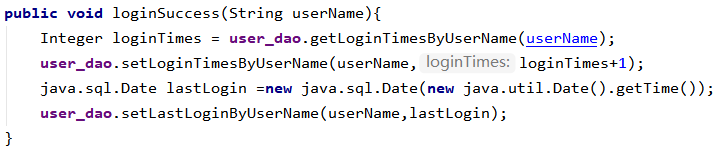 public void loginSuccess(String userName){
Integer loginTimes = user_dao.getLoginTimesByUserName(userName);
user_dao.setLoginTimesByUserName(userName, loginTimes: loginTimes+1);
java.sql.Date lastLogin =new java.sql.Date(new java.util.Date().getTime());
user_dao.setLastLoginByUserName(userName,lastLogin);
}